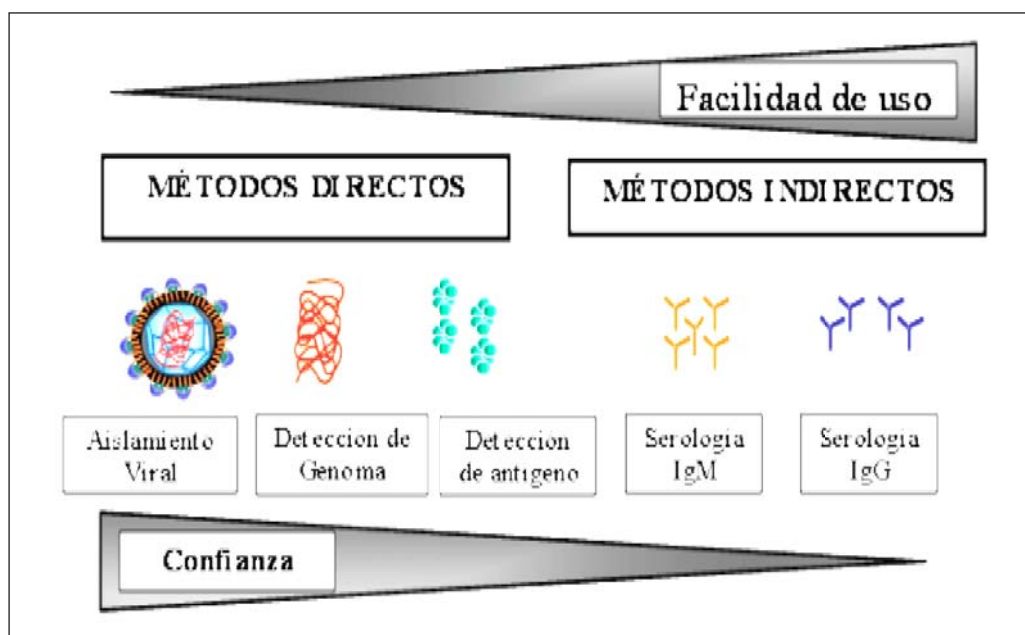 Facilidad de uso
MÉTODOS DIRECTOS
MÉTODOS INDIRECTOS
Aislamiento
Viral
Deteccion de
Genoma
Deteccion
de antigeno
Serologia
IgM
Serologia
IgG
Confianza